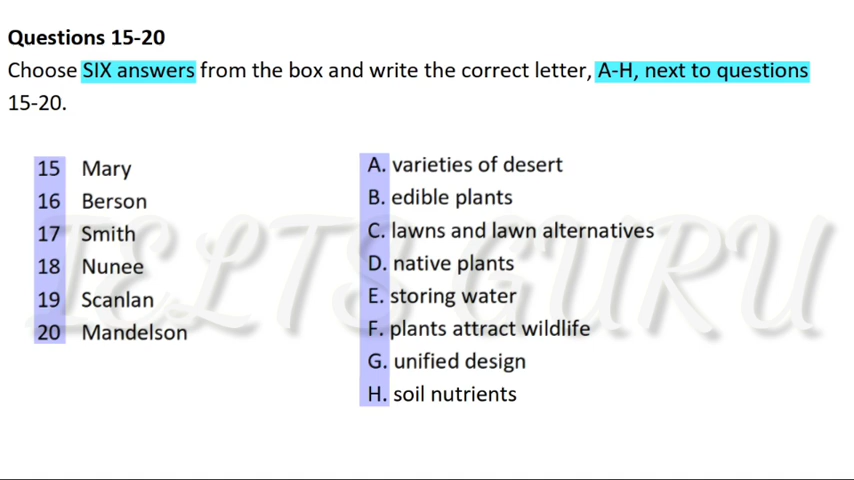 Questions 15-20
Choose SIX answers from the box and write the correct letter, A-H, next to questions
15-20.
15 Mary
16 Berson
17 Smith
18 Nunee
19 Scanlan
20 Mandelson
A. varieties of desert
B. edible plants
C. lawns and lawn alternatives
D. native plants
E. storing water
F. plants attract wildlife
G. unified design
H. soil nutrients
IELTS GURU